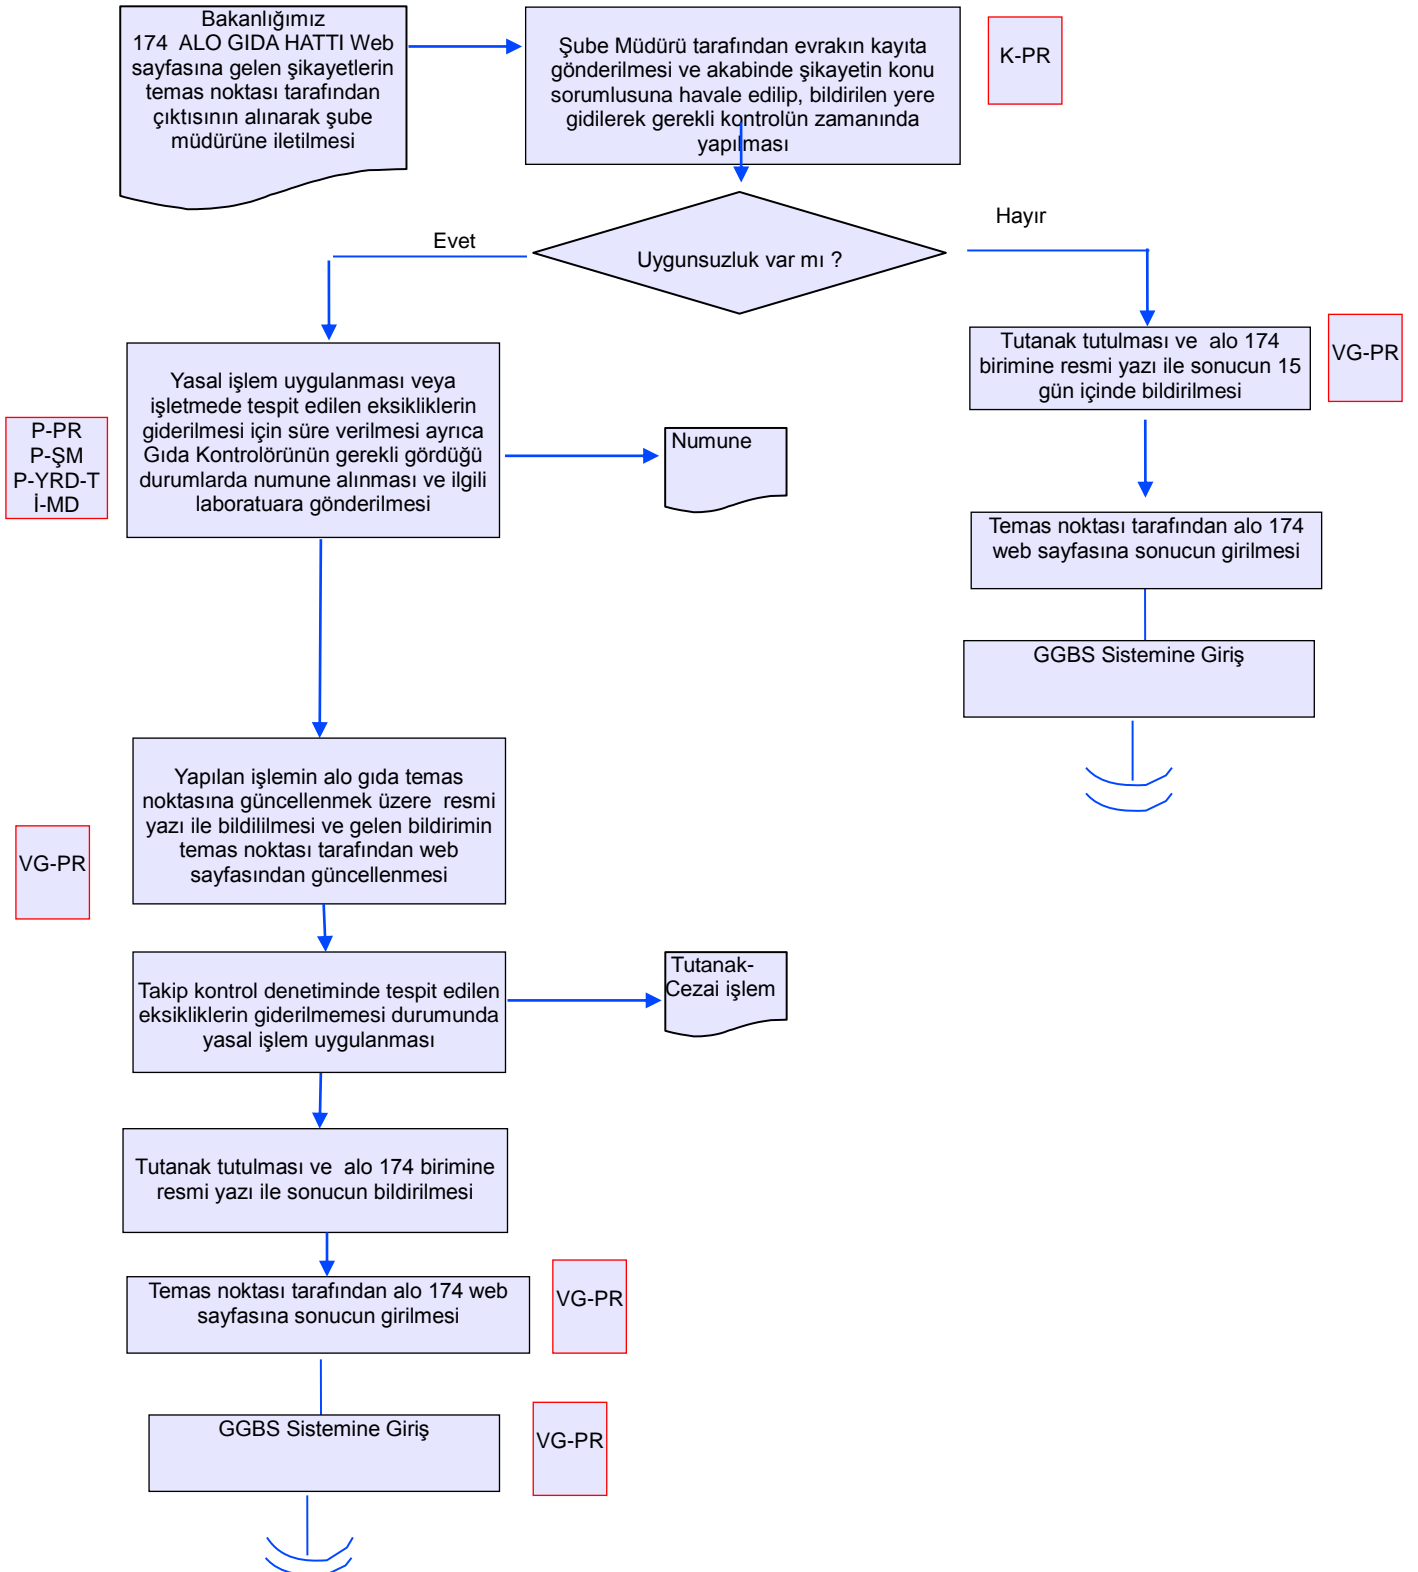 Bakanlığımız
174  ALO GIDA HATTI Web
sayfasına gelen şikayetlerin
temas noktası tarafından
çıktısının alınarak şube
müdürüne iletilmesi
Şube Müdürü tarafından evrakın kayıta
gönderilmesi ve akabinde şikayetin konu
sorumlusuna havale edilip, bildirilen yere
gidilerek gerekli kontrolün zamanında
yapılması
K-PR
Evet
Uygunsuzluk var mı ?
Hayır
Yasal işlem uygulanması veya
işletmede tespit edilen eksikliklerin
giderilmesi için süre verilmesi ayrıca
Gıda Kontrolörünün gerekli gördüğü
durumlarda numune alınması ve ilgili
laboratuara gönderilmesi
P-PR
P-ŞM
P-YRD-T
İ-MD
Numune
Tutanak tutulması ve  alo 174
birimine resmi yazı ile sonucun 15
gün içinde bildirilmesi
VG-PR
Temas noktası tarafından alo 174
web sayfasına sonucun girilmesi
GGBS Sistemine Giriş
Yapılan işlemin alo gıda temas
noktasına güncellenmek üzere  resmi
yazı ile bildililmesi ve gelen bildirimin
temas noktası tarafından web
sayfasından güncellenmesi
VG-PR
Takip kontrol denetiminde tespit edilen
eksikliklerin giderilmemesi durumunda
yasal işlem uygulanması
Tutanak-
Cezai işlem
Tutanak tutulması ve  alo 174 birimine
resmi yazı ile sonucun bildirilmesi
Temas noktası tarafından alo 174 web
sayfasına sonucun girilmesi
VG-PR
GGBS Sistemine Giriş
VG-PR